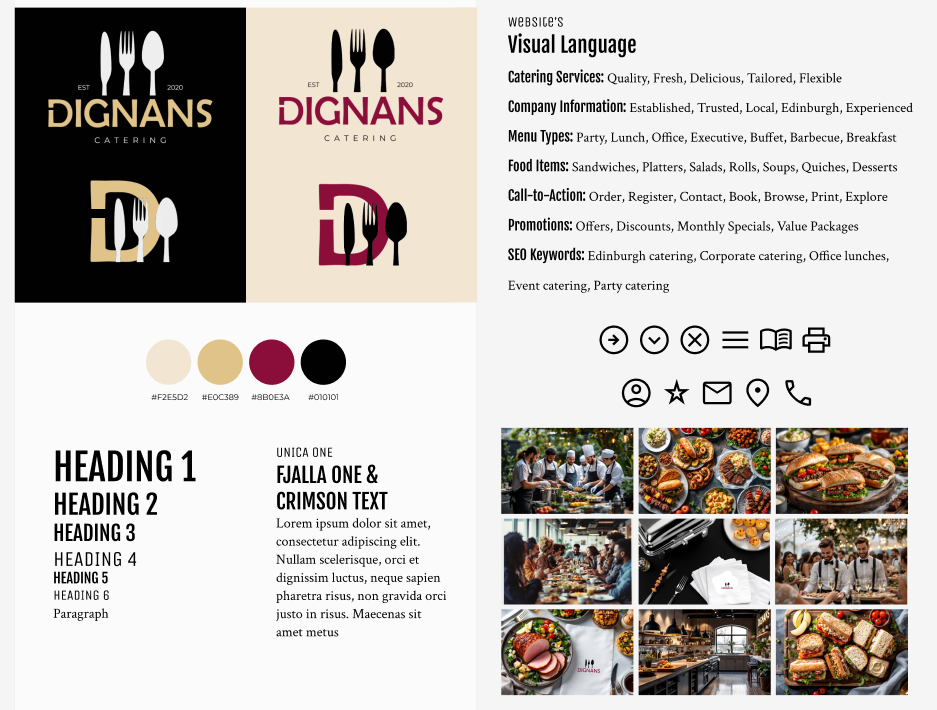 EST 2020
DIGNANS
CATERING
EST 2020
DIGNANS
CATERING
D
D
#F2E5D2 #E0C389 #8B0E3A #010101
HEADING 1
HEADING 2
HEADING 3
HEADING 4
HEADING 5
HEADING 6
Paragraph
UNICA ONE
FJALLA ONE &
CRIMSON TEXT
Lorem ipsum dolor sit amet,
consectetur adipiscing elit.
Nullam scelerisque, orci et
dignissim luctus, neque sapien
pharetra risus, non gravida orci
justo in risus. Maecenas sit
amet metus
Website's
Visual Language
Catering Services: Quality, Fresh, Delicious, Tailored, Flexible
Company Information: Established, Trusted, Local, Edinburgh, Experienced
Menu Types: Party, Lunch, Office, Executive, Buffet, Barbecue, Breakfast
Food Items: Sandwiches, Platters, Salads, Rolls, Soups, Quiches, Desserts
Call-to-Action: Order, Register, Contact, Book, Browse, Print, Explore
Promotions: Offers, Discounts, Monthly Specials, Value Packages
SEO Keywords: Edinburgh catering, Corporate catering, Office lunches,
Event catering, Party catering
DIGNANS